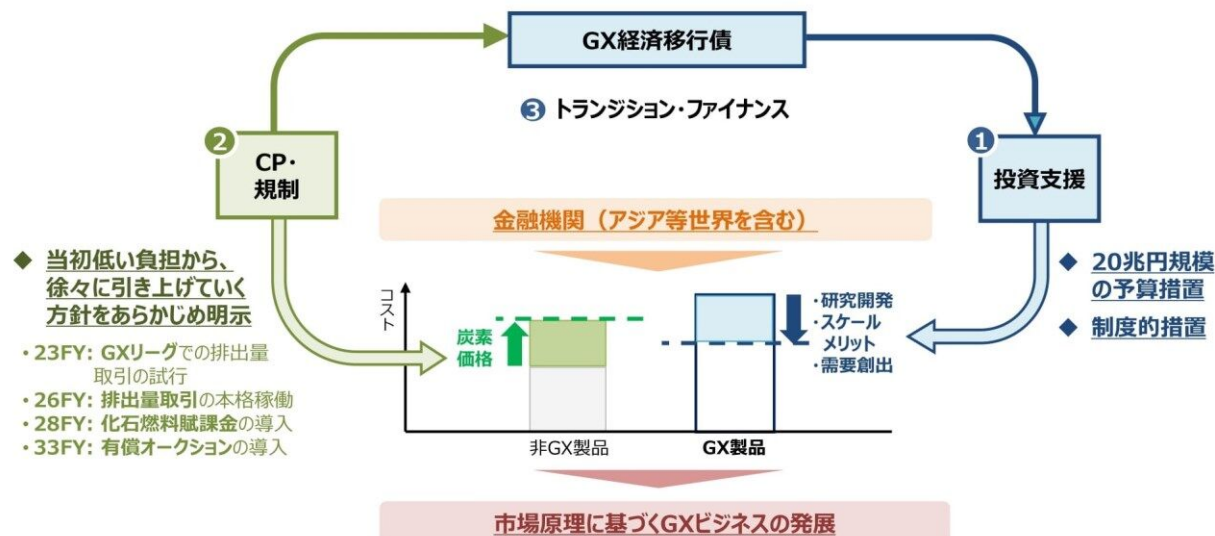 GX経済移行債
❸ トランジション・ファイナンス
❷
CP・
規制
❶
投資支援
金融機関（アジア等世界を含む）
◆ 当初低い負担から、
徐々に引き上げていく
方針をあらかじめ明示
・23FY: GXリーグでの排出量
取引の試行
・26FY: 排出量取引の本格稼働
・28FY: 化石燃料賦課金の導入
・33FY: 有償オークションの導入
コスト
炭素
価格
非GX製品
GX製品
・研究開発
・スケール
メリット
・需要創出
◆ 20兆円規模
の予算措置
◆ 制度的措置
市場原理に基づくGXビジネスの発展